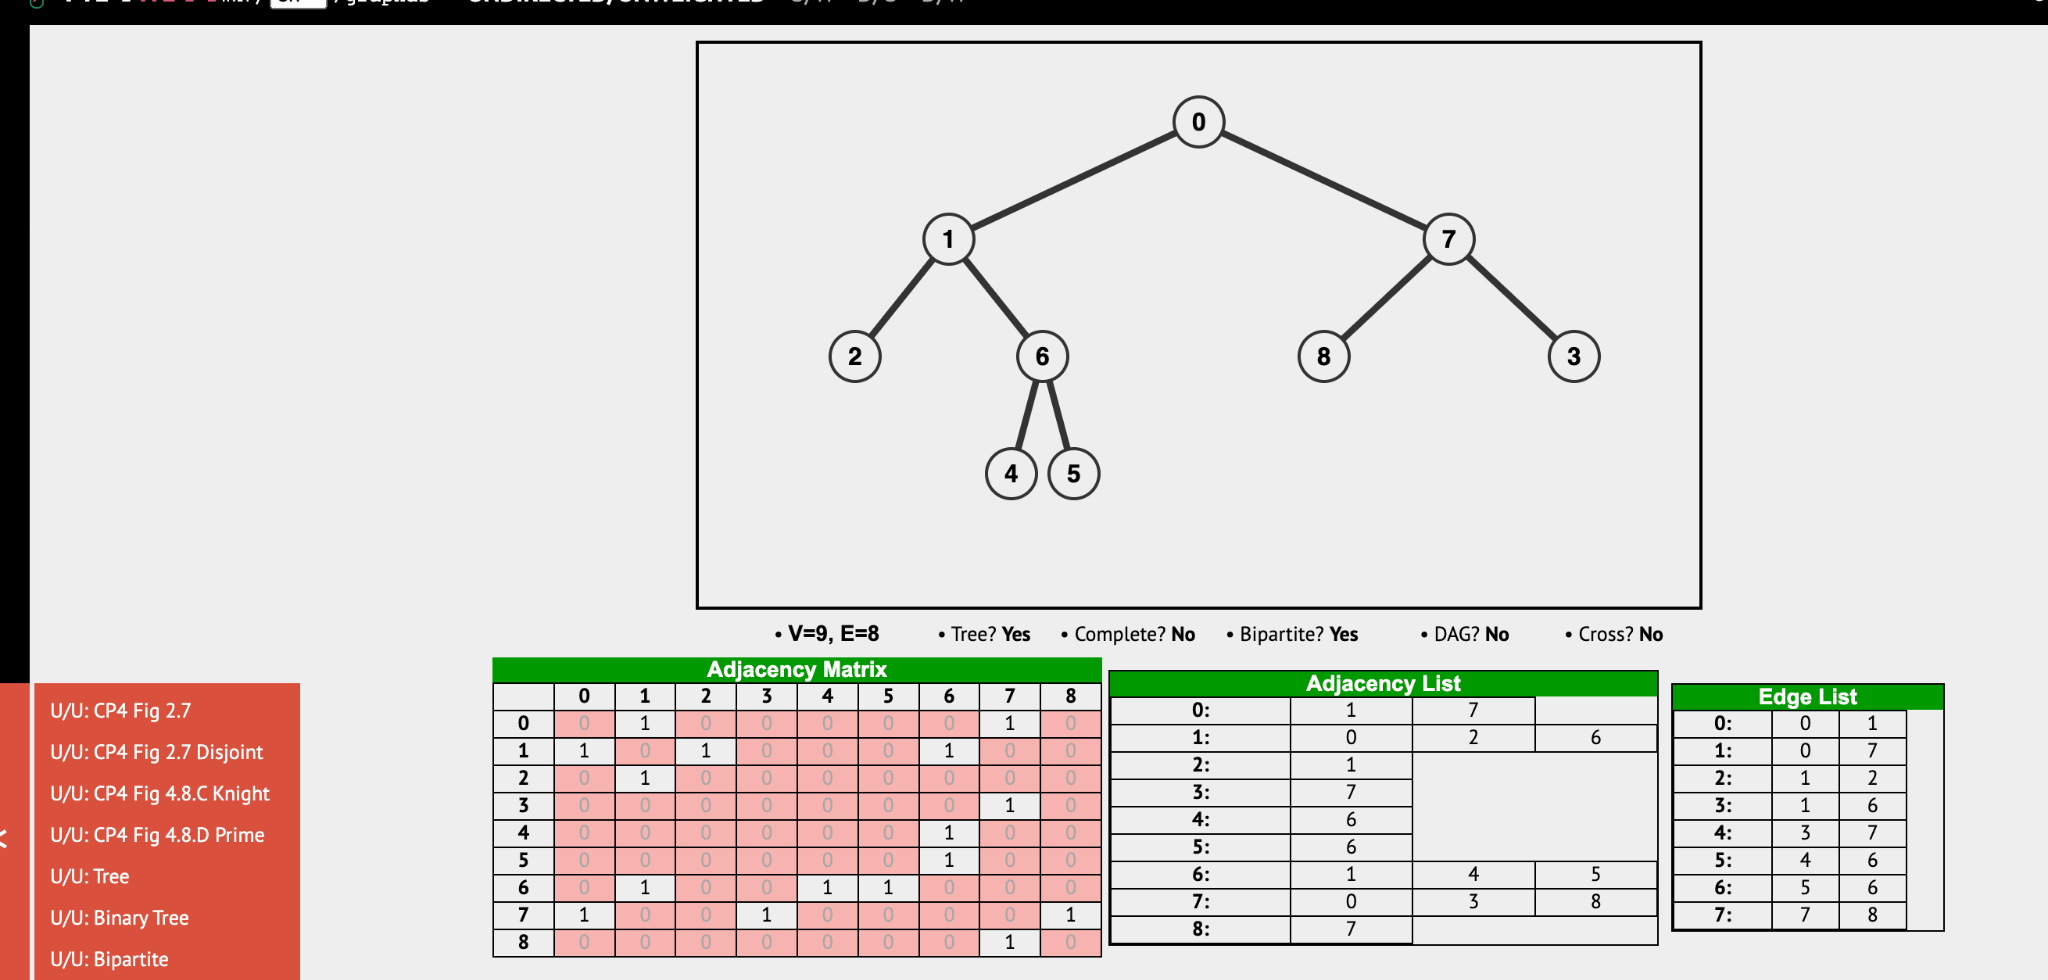 0
1
7
2
6
8
3
4
5
• V=9, E=8 • Tree? Yes • Complete? No • Bipartite? Yes • DAG? No • Cross? No
Adjacency Matrix
0 1 2 3 4 5 6 7 8
0 0 1 0 0 0 0 0 1 0
1 1 0 1 0 0 0 1 0 0
2 0 1 0 0 0 0 0 0 0
3 0 0 0 0 0 0 0 1 0
4 0 0 0 0 0 0 1 0 0
5 0 0 0 0 0 0 1 0 0
6 0 1 0 0 1 1 0 0 0
7 1 0 0 1 0 0 0 0 1
8 0 0 0 0 0 0 0 1 0
Adjacency List
0: 1 7
1: 0 2 6
2: 1
3: 7
4: 6
5: 6
6: 1 4 5
7: 0 3 8
8: 7
Edge List
0: 0 1
1: 0 7
2: 1 2
3: 1 6
4: 3 7
5: 4 6
6: 5 6
7: 7 8
U/U: CP4 Fig 2.7
U/U: CP4 Fig 2.7 Disjoint
U/U: CP4 Fig 4.8.C Knight
U/U: CP4 Fig 4.8.D Prime
U/U: Tree
U/U: Binary Tree
U/U: Bipartite